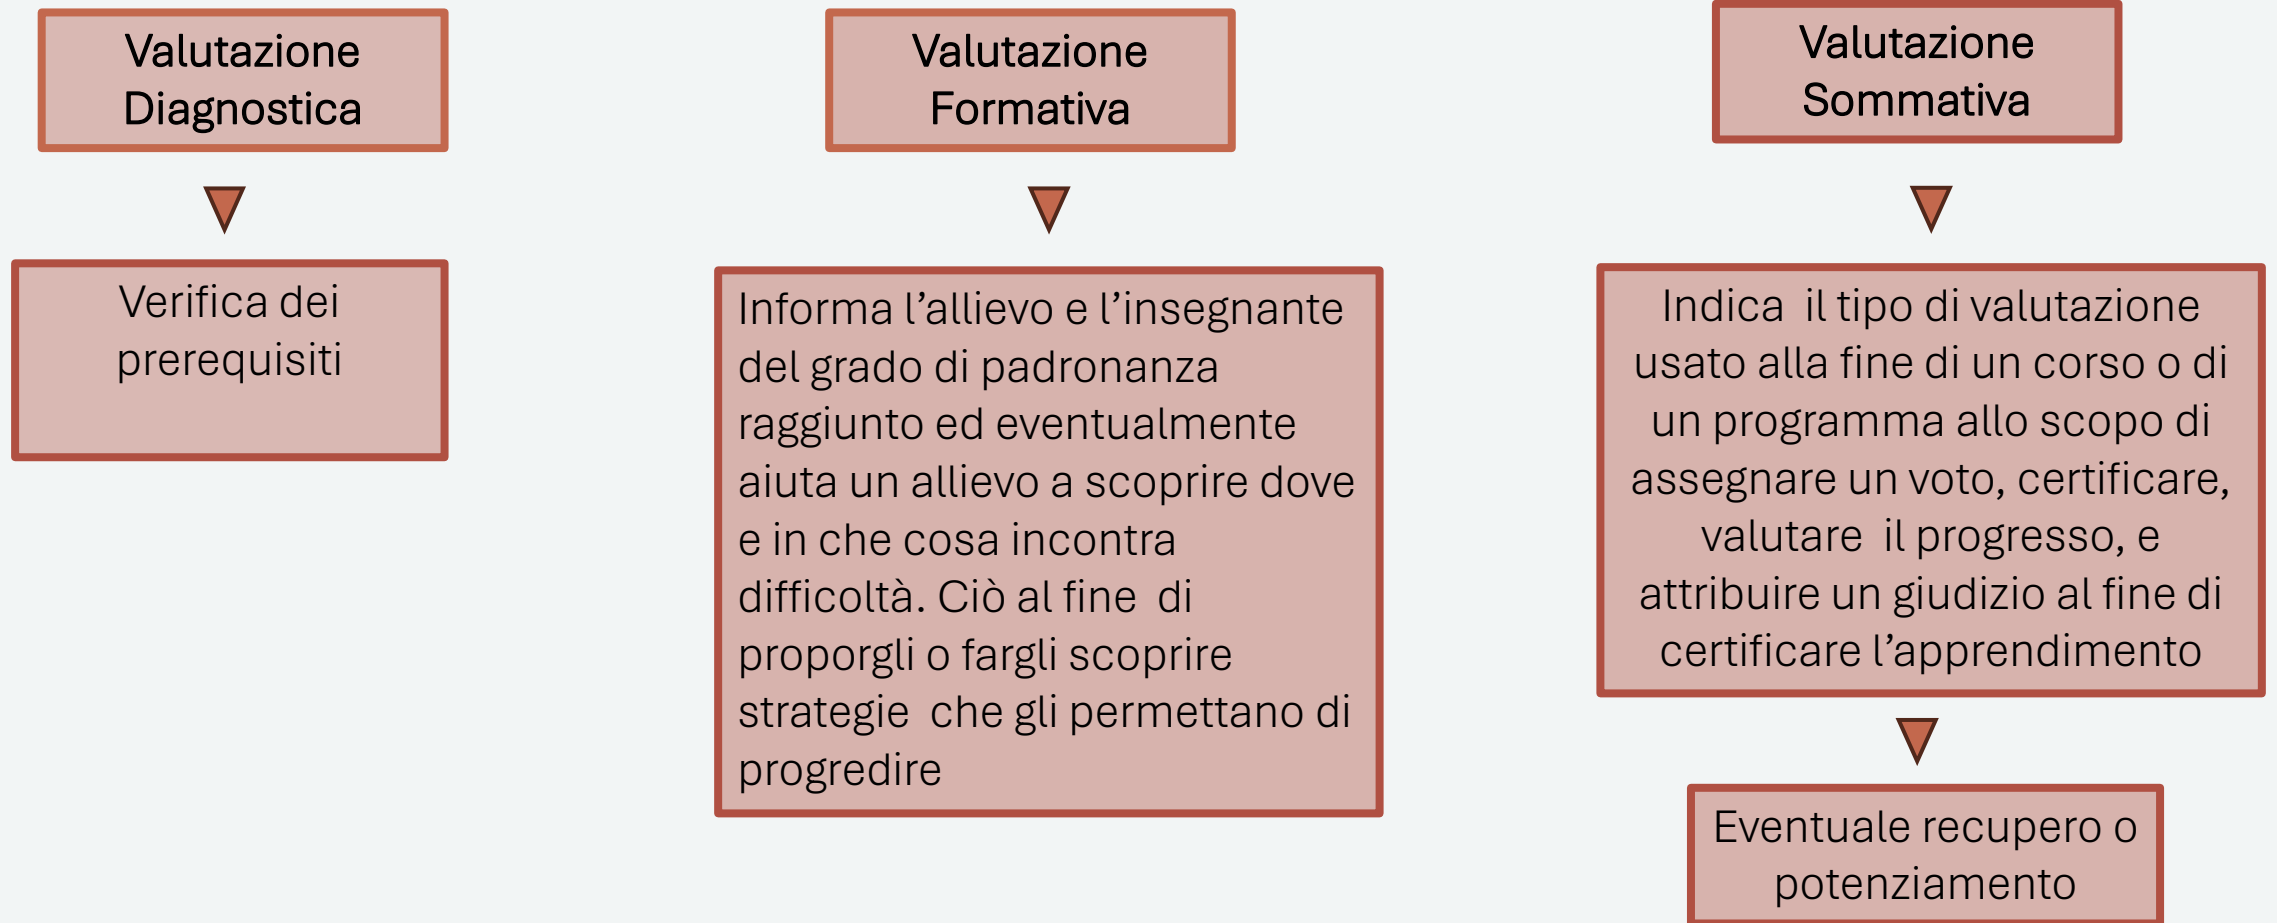 Valutazione
Diagnostica
Verifica dei
prerequisiti
Valutazione
Formativa
Informa l’allievo e l’insegnante
del grado di padronanza
raggiunto ed eventualmente
aiuta un allievo a scoprire dove
e in che cosa incontra
difficoltà. Ciò al fine  di
proporgli o fargli scoprire
strategie  che gli permettano di
progredire
Valutazione
Sommativa
Indica  il tipo di valutazione
usato alla fine di un corso o di
un programma allo scopo di
assegnare un voto, certificare,
valutare  il progresso, e
attribuire un giudizio al fine di
certificare l’apprendimento
Eventuale recupero o
potenziamento